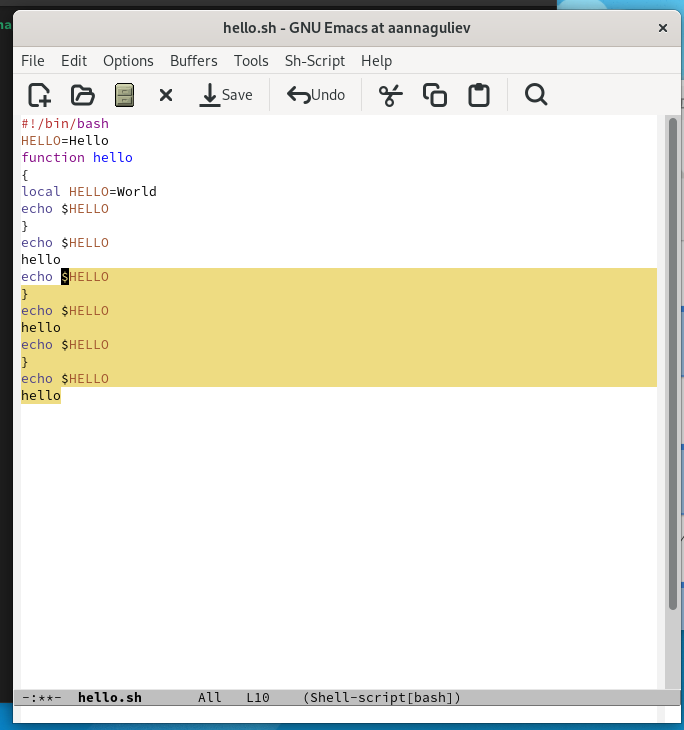 na
hello.sh - GNU Emacs at aannaguliev
File Edit Options Buffers Tools Sh-Script Help
Save Undo
#!/bin/bash
HELLO=Hello
function hello
{
local HELLO=World
echo $HELLO
}
echo $HELLO
hello
echo $HELLO
}
echo $HELLO
hello
echo $HELLO
}
echo $HELLO
hello
-:**- hello.sh All L10 (Shell-script[bash])